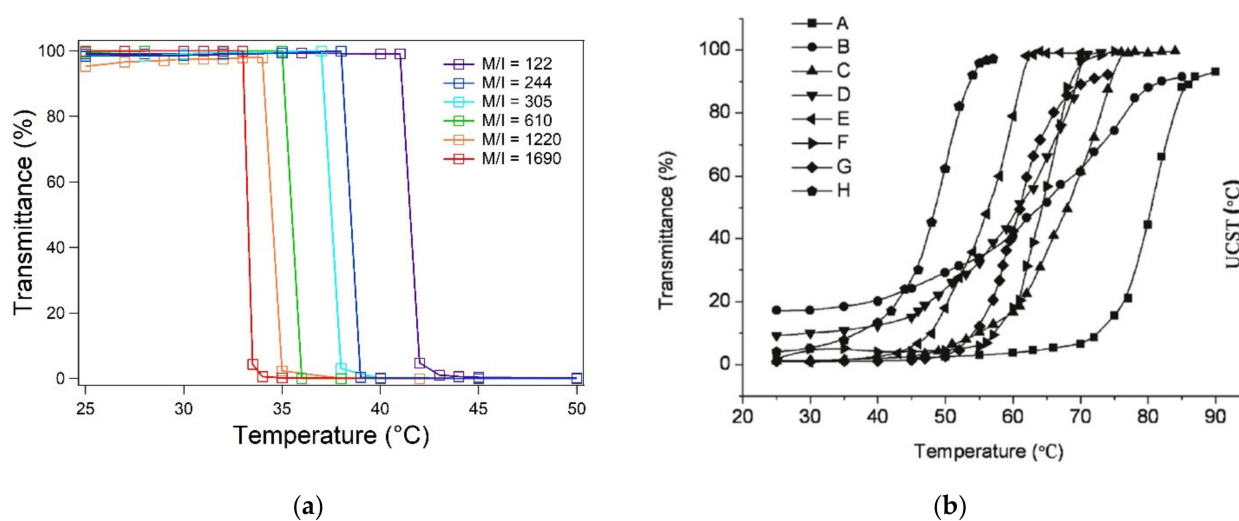 a
b
100
80
60
40
20
0
Transmittance (%)
M/I = 122
M/I = 244
M/I = 305
M/I = 610
M/I = 1220
M/I = 1690
25
30
35
40
45
50
Temperature (°C)
100
80
60
40
20
0
Transmittance (%)
A
B
C
D
E
F
G
H
20
30
40
50
60
70
80
90
Temperature (°C)
UCST (°C)
(a)
(b)